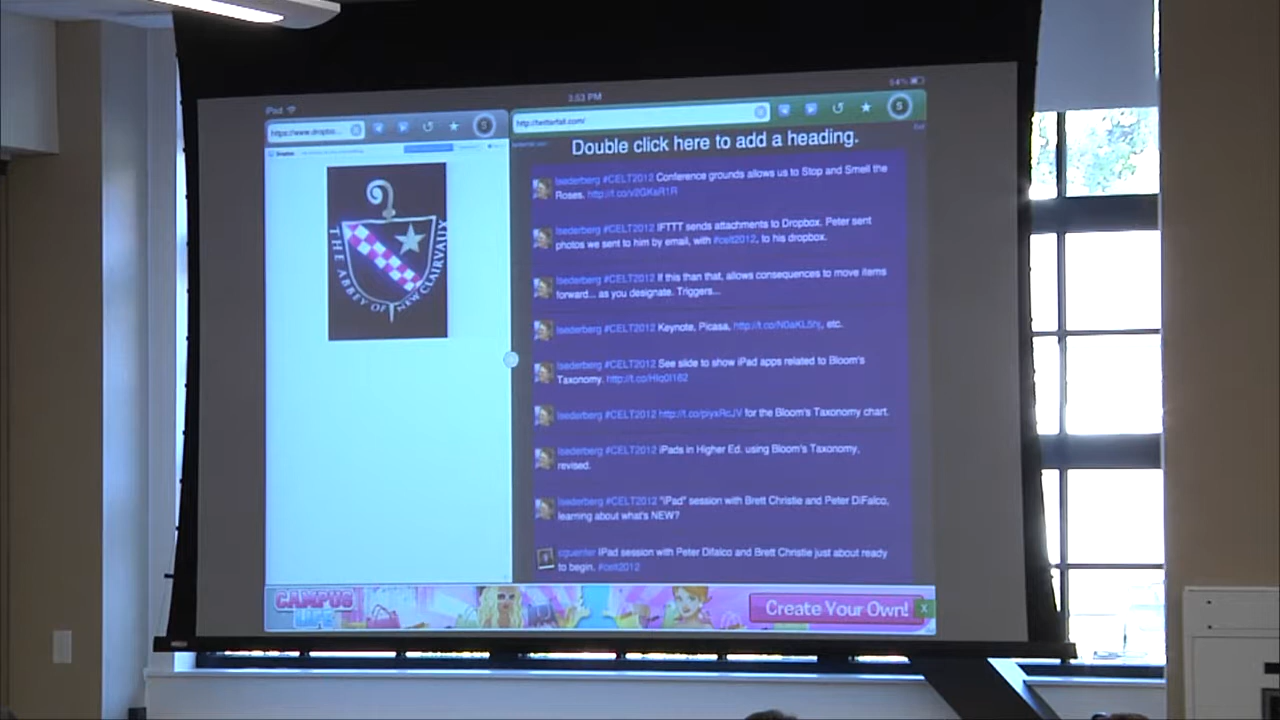 iPad
3:53 PM
54%
https://www.dropbo...
http://twitterfall.com/
Double click here to add a heading.
Exit
Dropbox
THE ABBEY OF NEW CLAIRVAUX
lsederberg #CELT2012 Conference grounds allows us to Stop and Smell the
Roses. http://t.co/v2GKsR1R
lsederberg #CELT2012 IFTTT sends attachments to Dropbox. Peter sent
photos we sent to him by email, with #celt2012, to his dropbox.
lsederberg #CELT2012 If this than that, allows consequences to move items
forward... as you designate. Triggers...
lsederberg #CELT2012 Keynote, Picasa, etc.
lsederberg #CELT2012 See slide to show iPad apps related to Bloom's
Taxonomy.
lsederberg #CELT2012 for the Bloom's Taxonomy chart.
lsederberg #CELT2012 iPads in Higher Ed. using Bloom's Taxonomy,
revised.
lsederberg #CELT2012 "iPad" session with Brett Christie and Peter DiFalco,
learning about what's NEW?
cguenter iPad session with Peter Difalco and Brett Christie just about ready
to begin. #celt2012
CAMPUS
LIFE
Create Your Own!
X